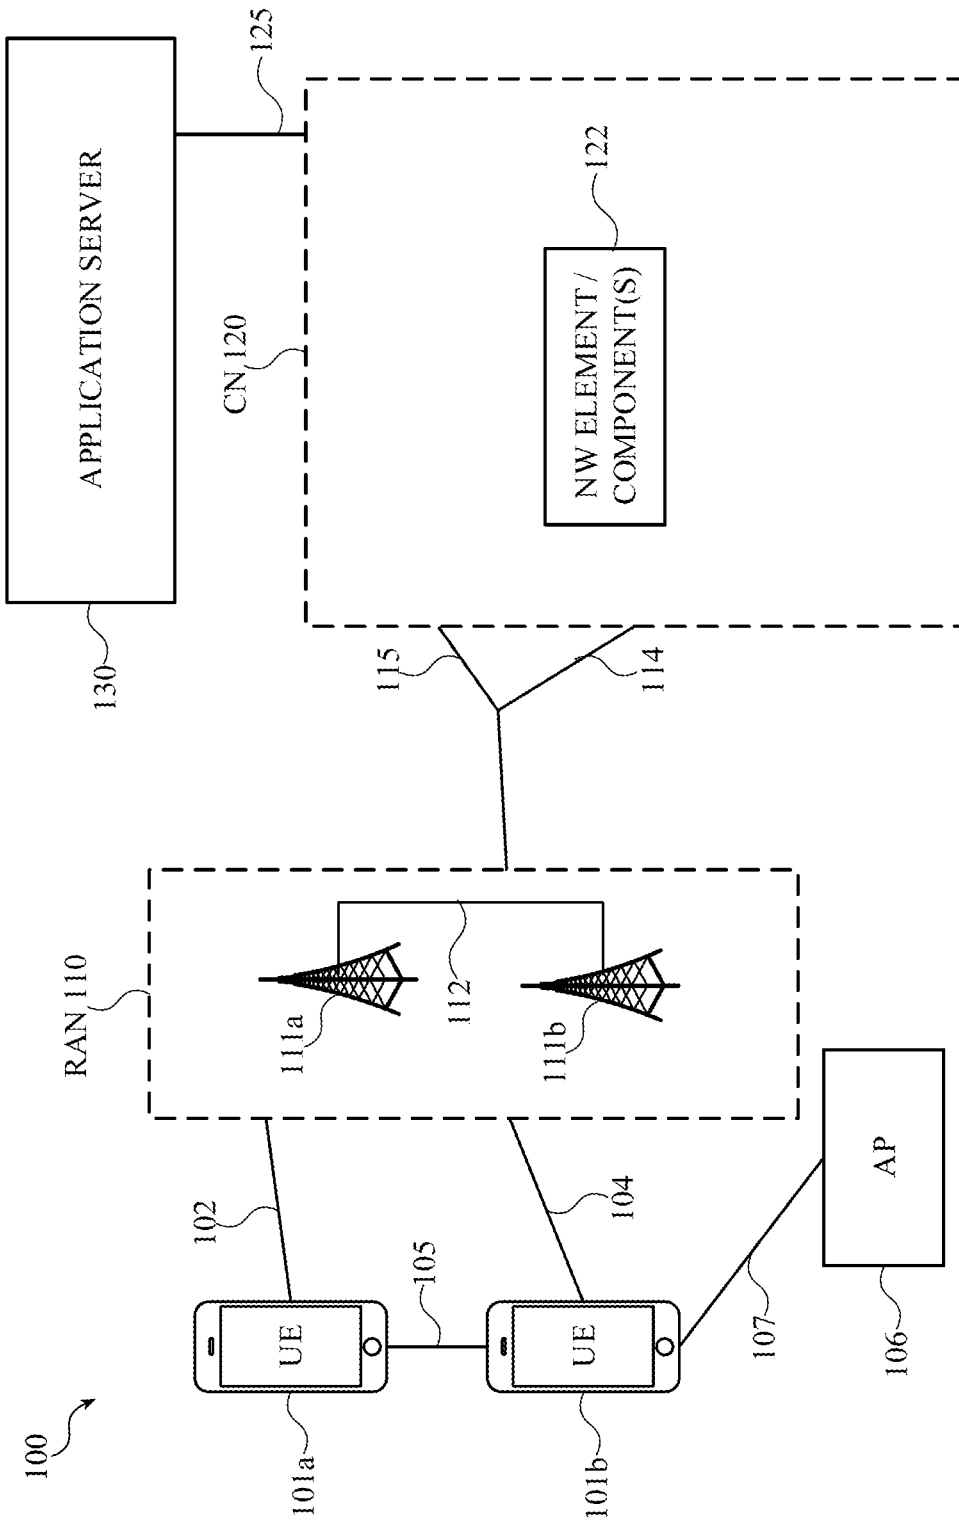 100
101a
UE
101b
UE
102
105
104
107
106
AP
RAN 110
111a
111b
112
115
114
CN 120
NW ELEMENT /
COMPONENT(S)
122
130
APPLICATION SERVER
125